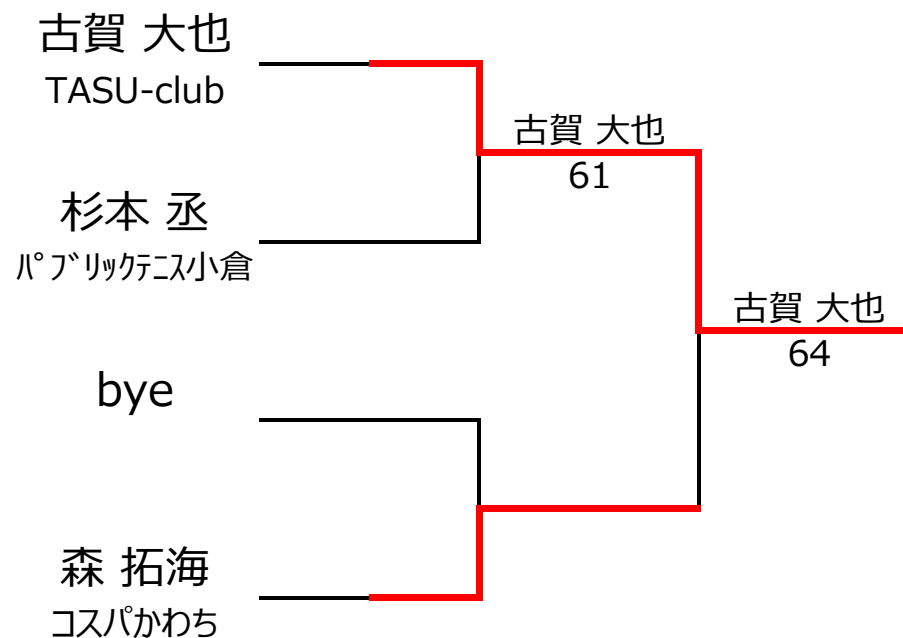 古賀 大也
TASU-club
古賀 大也
61
杉本 丞
ﾊﾟﾌﾞﾘｯｸﾃﾆｽ小倉
古賀 大也
64
bye
森 拓海
コスパかわち